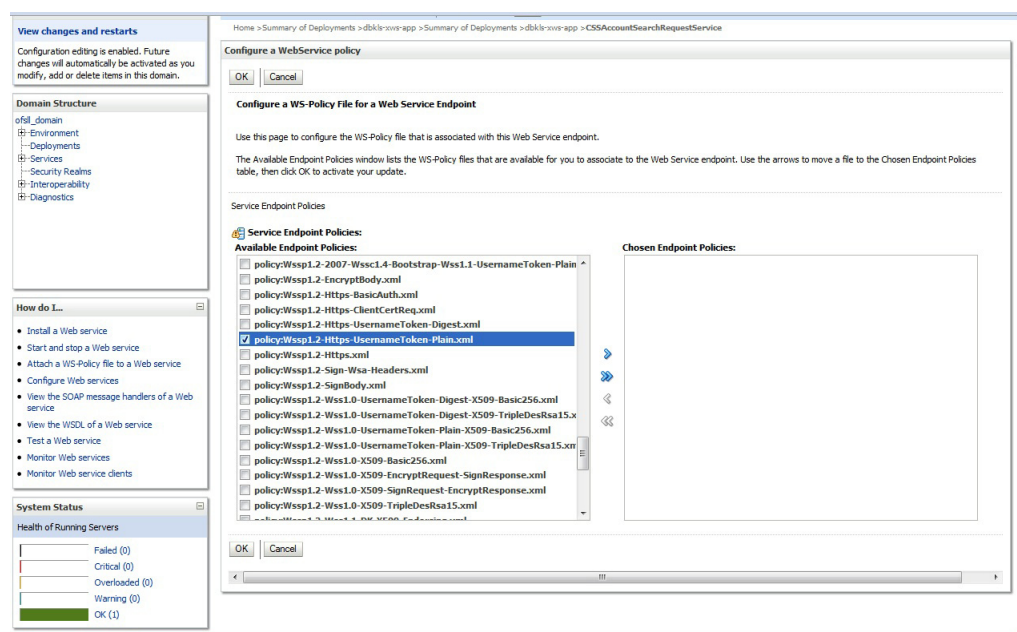 Home >Summary of Deployments >dbkls-xws-app >Summary of Deployments >dbkls-xws-app >CSSAccountSearchRequestService
View changes and restarts
Configuration editing is enabled. Future
changes will automatically be activated as you
modify, add or delete items in this domain.
Domain Structure
ofsll_domain
Environment
Deployments
Services
Security Realms
Interoperability
Diagnostics
How do I...
Install a Web service
Start and stop a Web service
Attach a WS-Policy file to a Web service
Configure Web services
View the SOAP message handlers of a Web
service
View the WSDL of a Web service
Test a Web service
Monitor Web services
Monitor Web service clients
System Status
Health of Running Servers
Failed (0)
Critical (0)
Overloaded (0)
Warning (0)
OK (1)
Configure a WebService policy
OK Cancel
Configure a WS-Policy File for a Web Service Endpoint
Use this page to configure the WS-Policy file that is associated with this Web Service endpoint.
The Available Endpoint Policies window lists the WS-Policy files that are available for you to associate to the Web Service endpoint. Use the arrows to move a file to the Chosen Endpoint Policies
table, then click OK to activate your update.
Service Endpoint Policies
Service Endpoint Policies:
Available Endpoint Policies:
policy:Wssp1.2-2007-Wssc1.4-Bootstrap-Wss1.1-UsernameToken-Plain
policy:Wssp1.2-EncryptBody.xml
policy:Wssp1.2-Https-BasicAuth.xml
policy:Wssp1.2-Https-ClientCertReq.xml
policy:Wssp1.2-Https-UsernameToken-Digest.xml
policy:Wssp1.2-Https-UsernameToken-Plain.xml
policy:Wssp1.2-Https.xml
policy:Wssp1.2-Sign-Wsa-Headers.xml
policy:Wssp1.2-SignBody.xml
policy:Wssp1.2-Wss1.0-UsernameToken-Digest-X509-Basic256.xml
policy:Wssp1.2-Wss1.0-UsernameToken-Digest-X509-TripleDesRsa15.x
policy:Wssp1.2-Wss1.0-UsernameToken-Plain-X509-Basic256.xml
policy:Wssp1.2-Wss1.0-UsernameToken-Plain-X509-TripleDesRsa15.xm
policy:Wssp1.2-Wss1.0-X509-Basic256.xml
policy:Wssp1.2-Wss1.0-X509-EncryptRequest-SignResponse.xml
policy:Wssp1.2-Wss1.0-X509-SignRequest-EncryptResponse.xml
policy:Wssp1.2-Wss1.0-X509-TripleDesRsa15.xml
Chosen Endpoint Policies:
OK Cancel